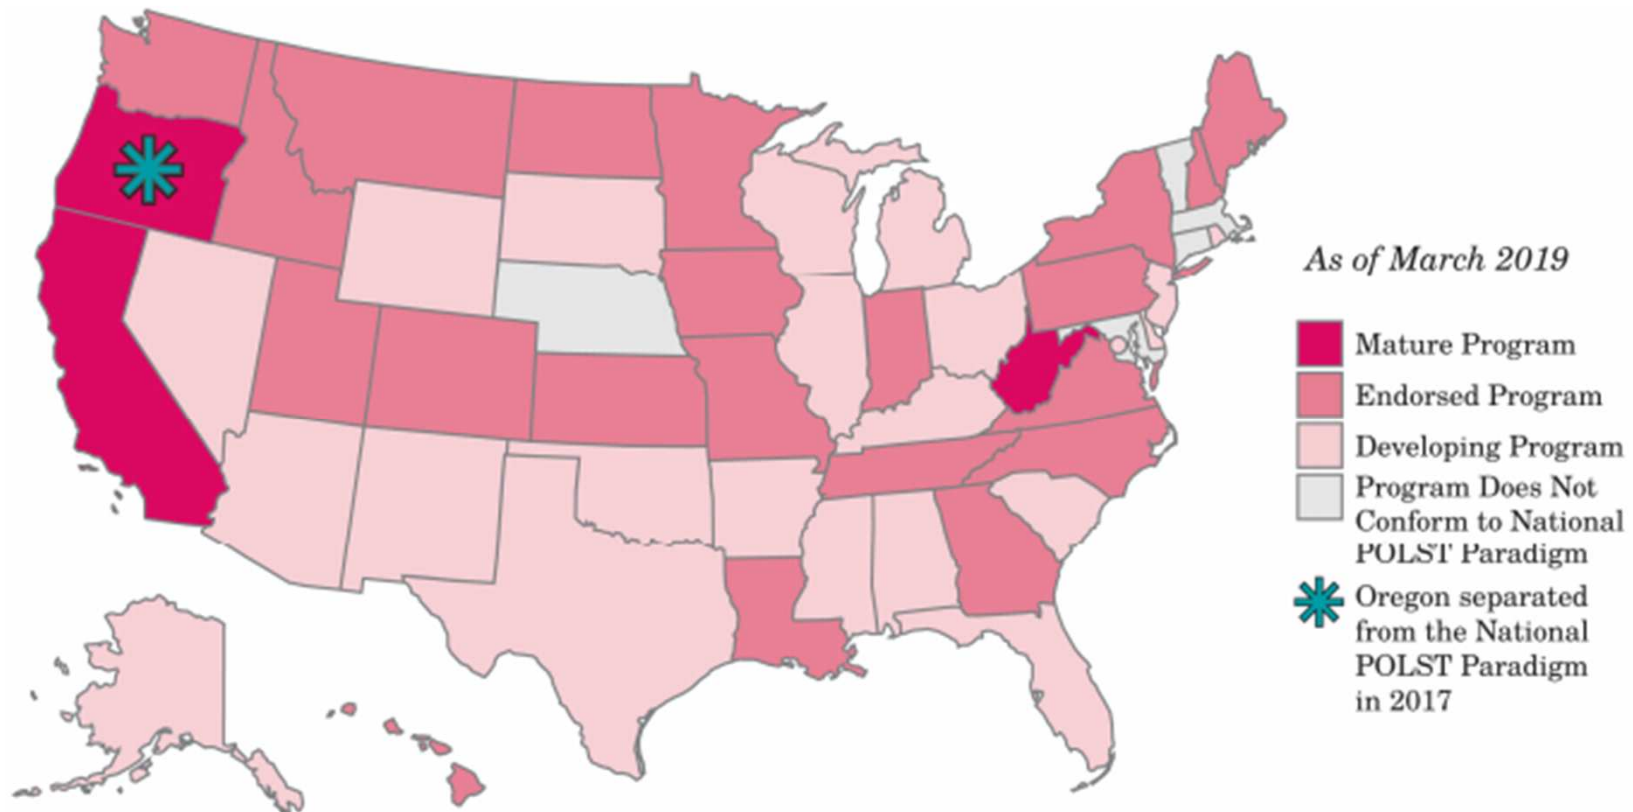 As of March 2019
Mature Program
Endorsed Program
Developing Program
Program Does Not
Conform to National
POLST Paradigm
Oregon separated
from the National
POLST Paradigm
in 2017